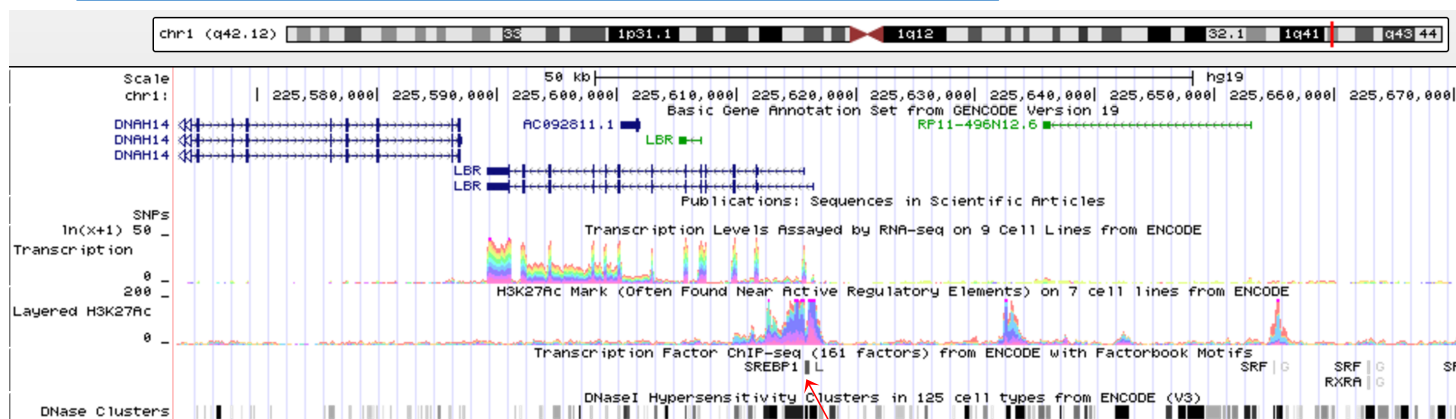 chr1 (q42.12) 33 1p31.1 1q12 32.1 1q41 q43 44
Scale 50 kb hg19
chr1: 225,580,000 225,590,000 225,600,000 225,610,000 225,620,000 225,630,000 225,640,000 225,650,000 225,660,000 225,670,000
Basic Gene Annotation Set from GENCODE Version 19
DNAH14 AC092811.1 RP11-496N12.6
DNAH14 LBR
DNAH14
LBR
LBR
Publications: Sequences in Scientific Articles
SNPs
ln(x+1) 50 Transcription Levels Assayed by RNA-seq on 9 Cell Lines from ENCODE
Transcription
0
200 H3K27Ac Mark (Often Found Near Active Regulatory Elements) on 7 cell lines from ENCODE
Layered H3K27Ac
0
Transcription Factor ChIP-seq (161 factors) from ENCODE with Factorbook Motifs
SREBP1 L SRF G SRF G SF
RXRA G
DNaseI Hypersensitivity Clusters in 125 cell types from ENCODE (V3)
DNase Clusters